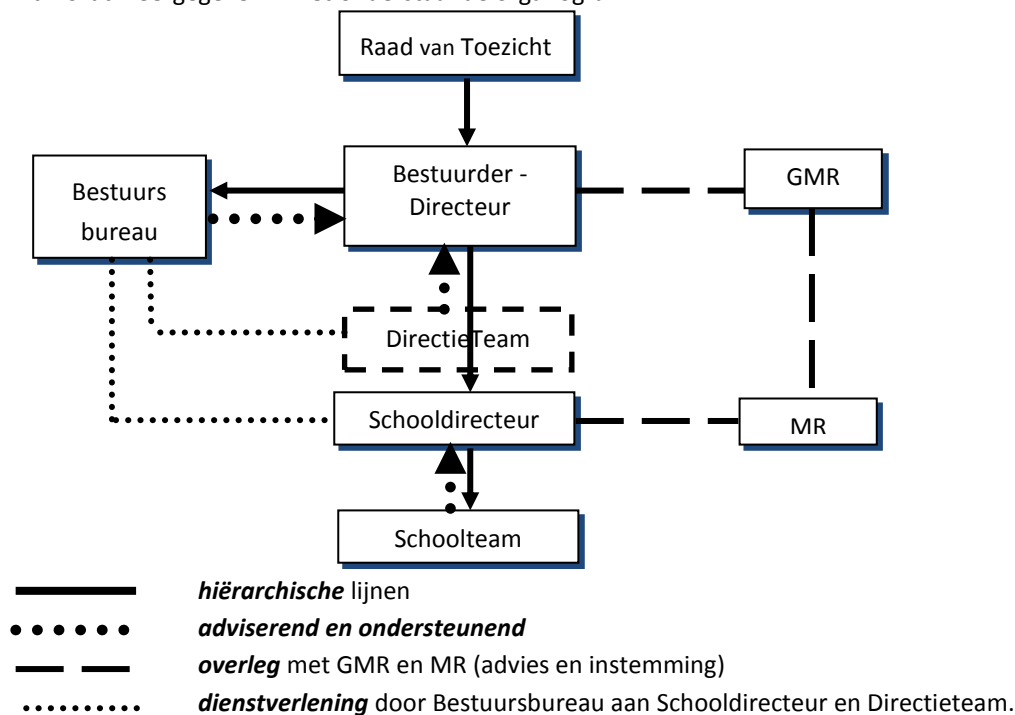 Raad van Toezicht
Bestuurder -
Directeur
Bestuurs
bureau
GMR
DirectieTeam
Schooldirecteur
MR
Schoolteam
hiërarchische lijnen
adviserend en ondersteunend
overleg met GMR en MR (advies en instemming)
dienstverlening door Bestuursbureau aan Schooldirecteur en Directieteam.